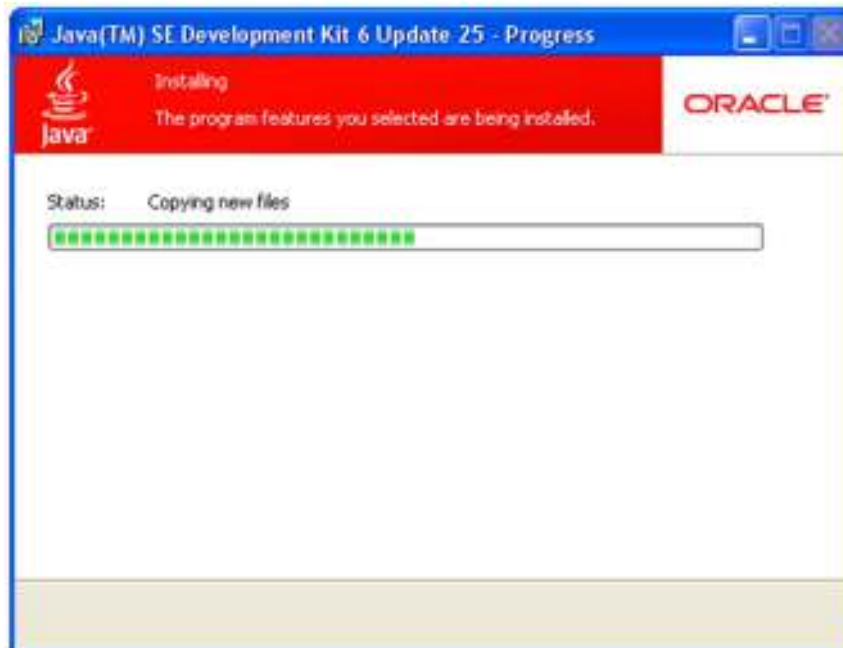 Java(TM) SE Development Kit 6 Update 25 - Progress
Installing
The program features you selected are being installed.
Java
ORACLE
Status: Copying new files